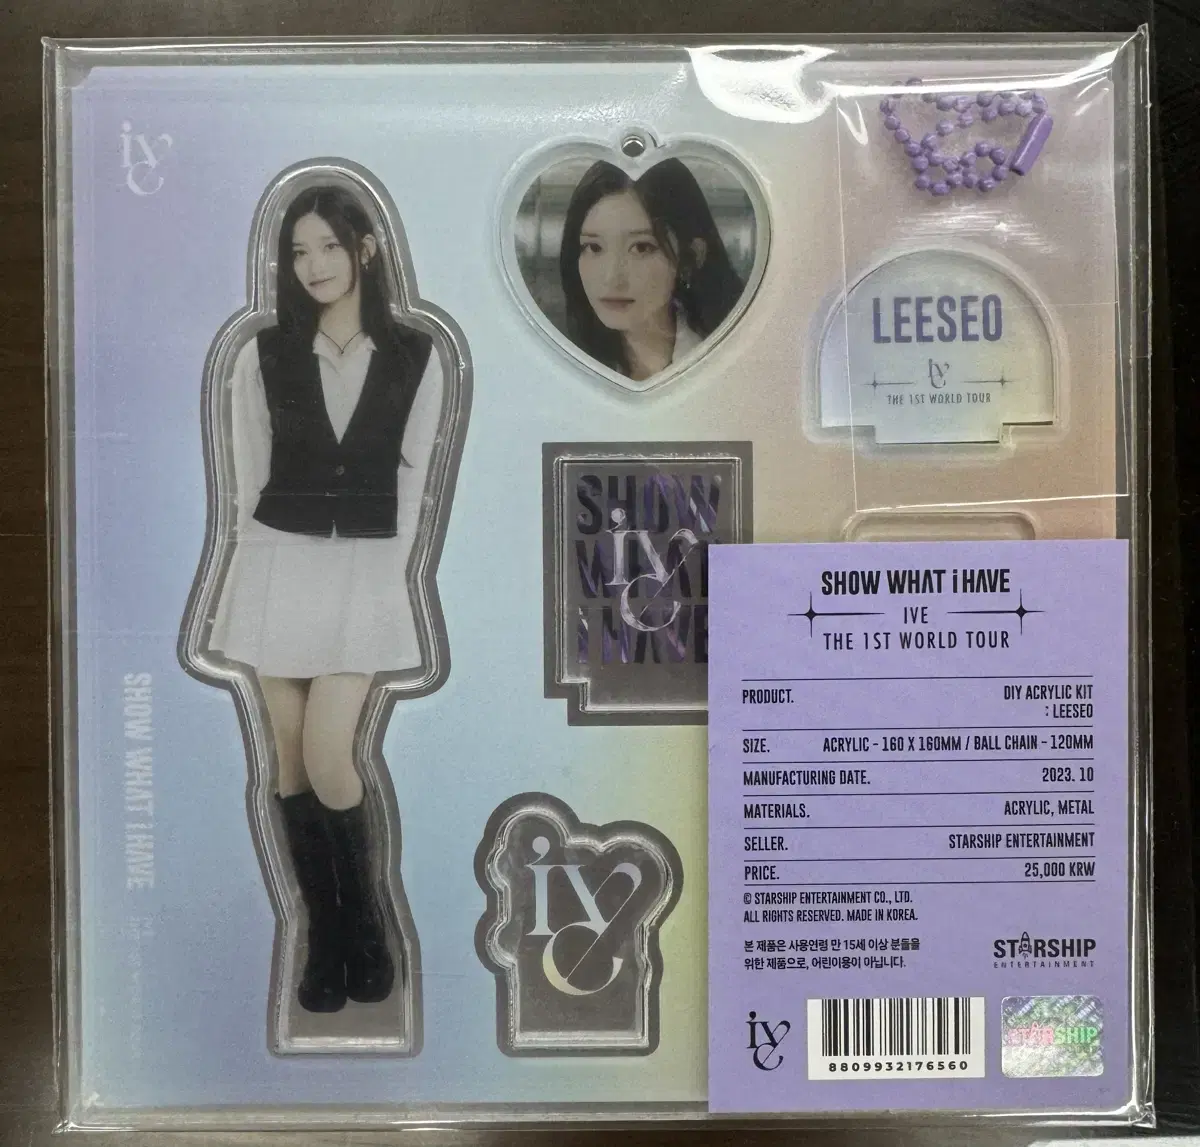 ive
LEESEO
ive
THE 1ST WORLD TOUR
SHOW
WHAT
I HAVE
ive
SHOW WHAT I HAVE
ive
SHOW WHAT i HAVE
IVE
THE 1ST WORLD TOUR
PRODUCT. DIY ACRYLIC KIT
: LEESEO
SIZE. ACRYLIC - 160 X 160MM / BALL CHAIN - 120MM
MANUFACTURING DATE. 2023. 10
MATERIALS. ACRYLIC, METAL
SELLER. STARSHIP ENTERTAINMENT
PRICE. 25,000 KRW
© STARSHIP ENTERTAINMENT CO., LTD.
ALL RIGHTS RESERVED. MADE IN KOREA.
본 제품은 사용연령 만 15세 이상 분들을
위한 제품으로, 어린이용이 아닙니다.
STARSHIP
ENTERTAINMENT
ive
8809932176560
STARSHIP